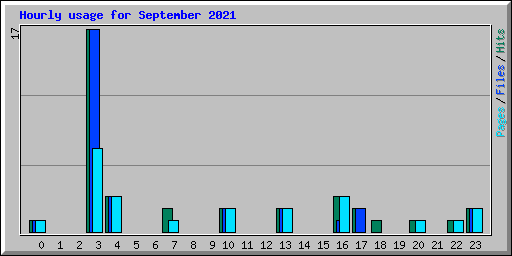 Hourly usage for September 2021
17
Pages/Files/Hits
0 1 2 3 4 5 6 7 8 9 10 11 12 13 14 15 16 17 18 19 20 21 22 23